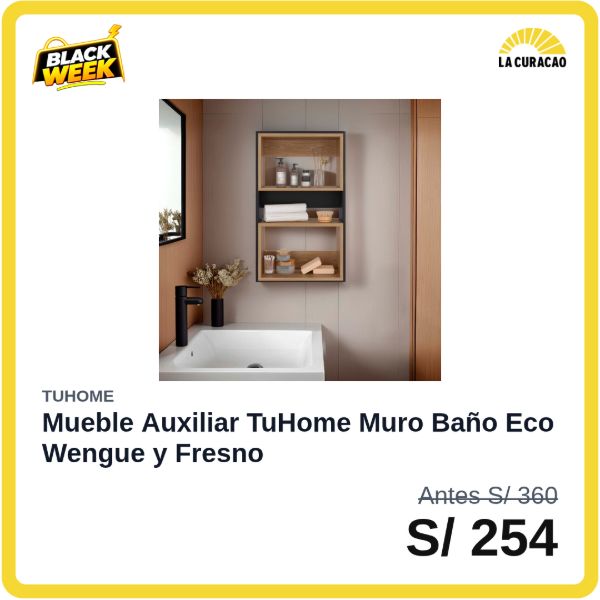 BLACK
WEEK
LA CURACAO
TUHOME
Mueble Auxiliar TuHome Muro Baño Eco
Wengue y Fresno
Antes S/ 360
S/ 254